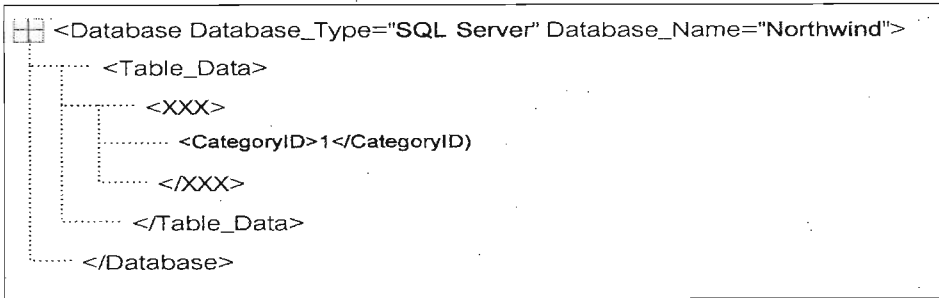 <Database Database_Type="SQL Server" Database_Name="Northwind">
<Table_Data>
<XXX>
<CategoryID>1</CategoryID)
</XXX>
</Table_Data>
</Database>